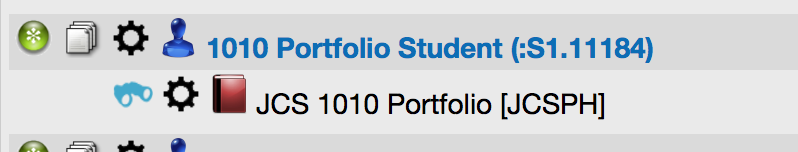 1010 Portfolio Student (:S1.11184)
JCS 1010 Portfolio [JCSPH]